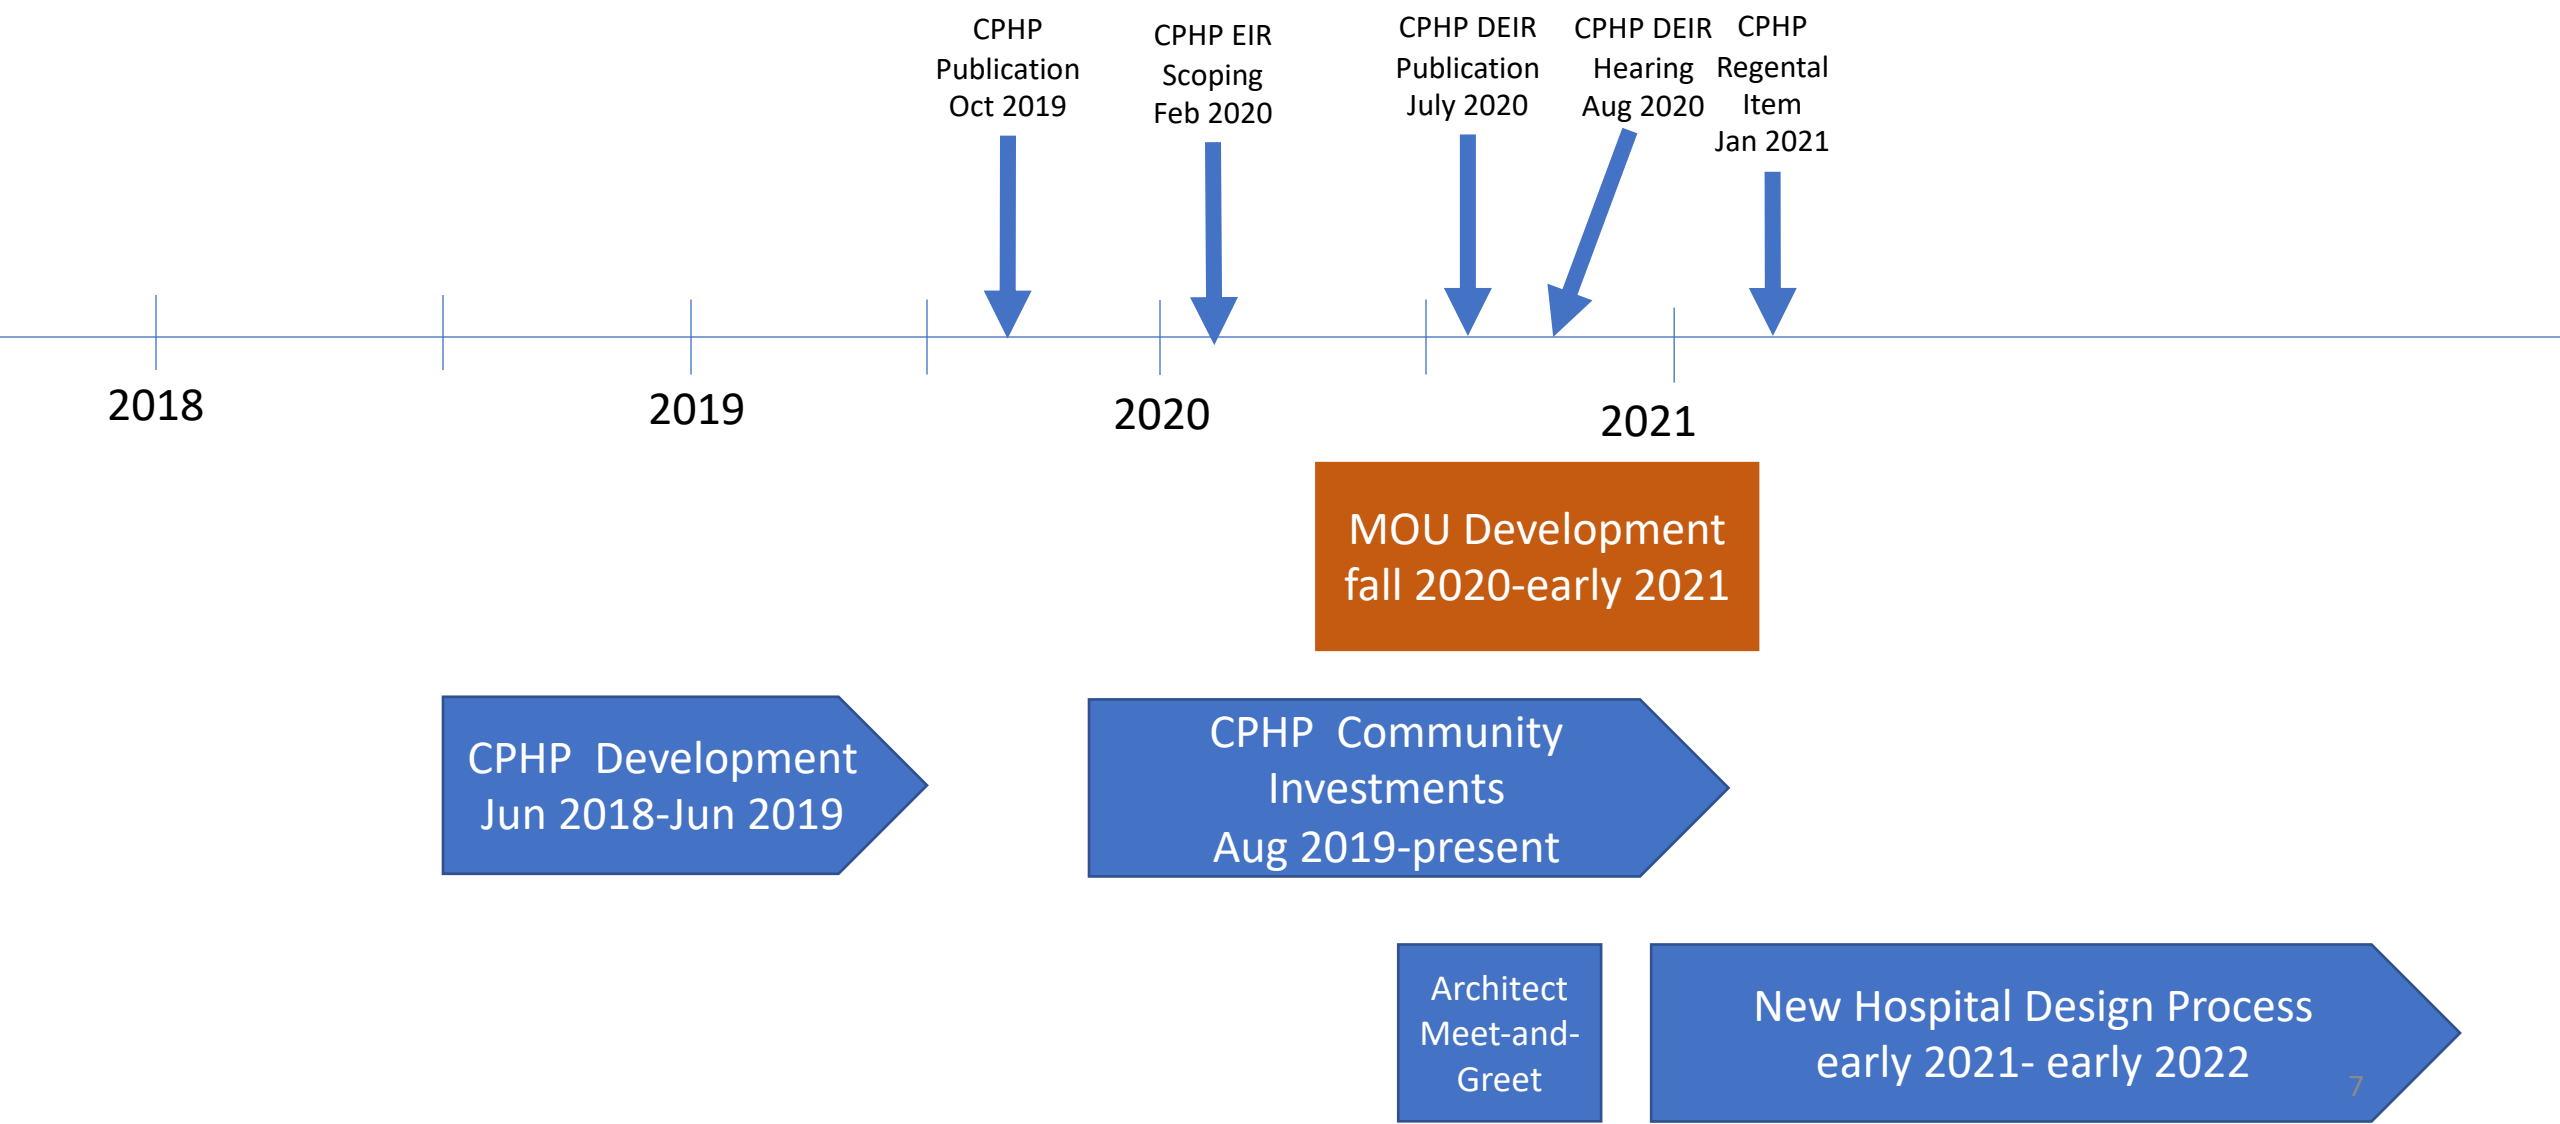 CPHP
Publication
Oct 2019
CPHP EIR
Scoping
Feb 2020
CPHP DEIR
Publication
July 2020
CPHP DEIR
Hearing
Aug 2020
CPHP
Regental
Item
Jan 2021
2018
2019
2020
2021
MOU Development
fall 2020-early 2021
CPHP  Development
Jun 2018-Jun 2019
CPHP  Community
Investments
Aug 2019-present
Architect
Meet-and-
Greet
New Hospital Design Process
early 2021- early 2022
7